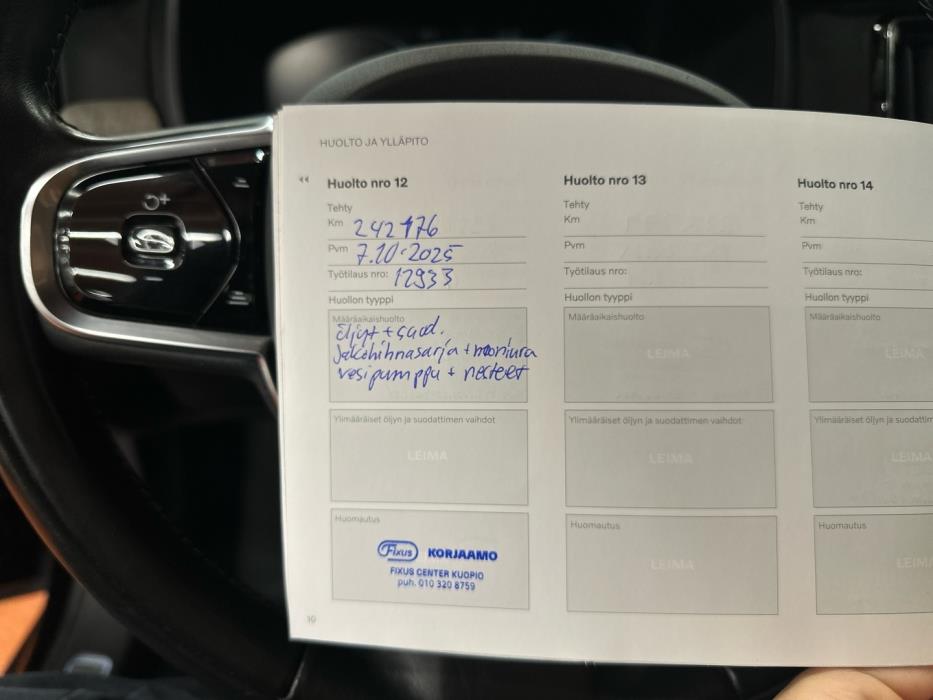 HUOLTO JA YLLÄPITO
Huolto nro 12
Tehty
Km 242176
Pvm 7.10.2025
Työtilaus nro: 12933
Huollon tyyppi
Määräaikaishuolto
öljyt + suod.
Jakohihnasarja + moniura
vesipumppu + nesteet
Ylimääräiset öljyn ja suodattimen vaihdot
LEIMA
Huomautus
Fixus KORJAAMO
FIXUS CENTER KUOPIO
puh. 010 320 8759
10
Huolto nro 13
Tehty
Km
Pvm
Työtilaus nro:
Huollon tyyppi
Määräaikaishuolto
LEIMA
Ylimääräiset öljyn ja suodattimen vaihdot
LEIMA
Huomautus
LEIMA
Huolto nro 14
Tehty
Km
Pvm
Työtilaus nro:
Huollon tyyppi
Määräaikaishuolto
LEIMA
Ylimääräiset öljyn ja suodattim
LEIMA
Huomautus
LEIM